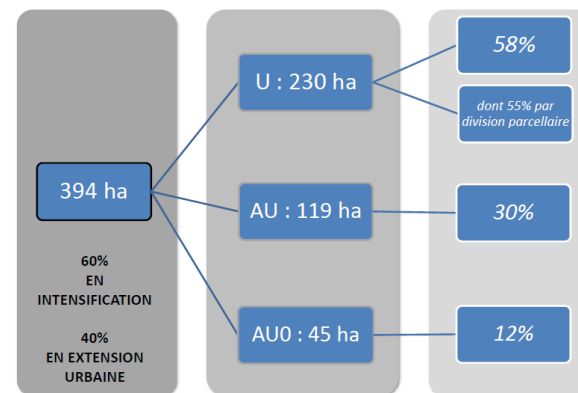 394 ha
60%
EN
INTENSIFICATION
40%
EN EXTENSION
URBAINE
U : 230 ha
AU : 119 ha
AU0 : 45 ha
58%
dont 55% par
division parcellaire
30%
12%